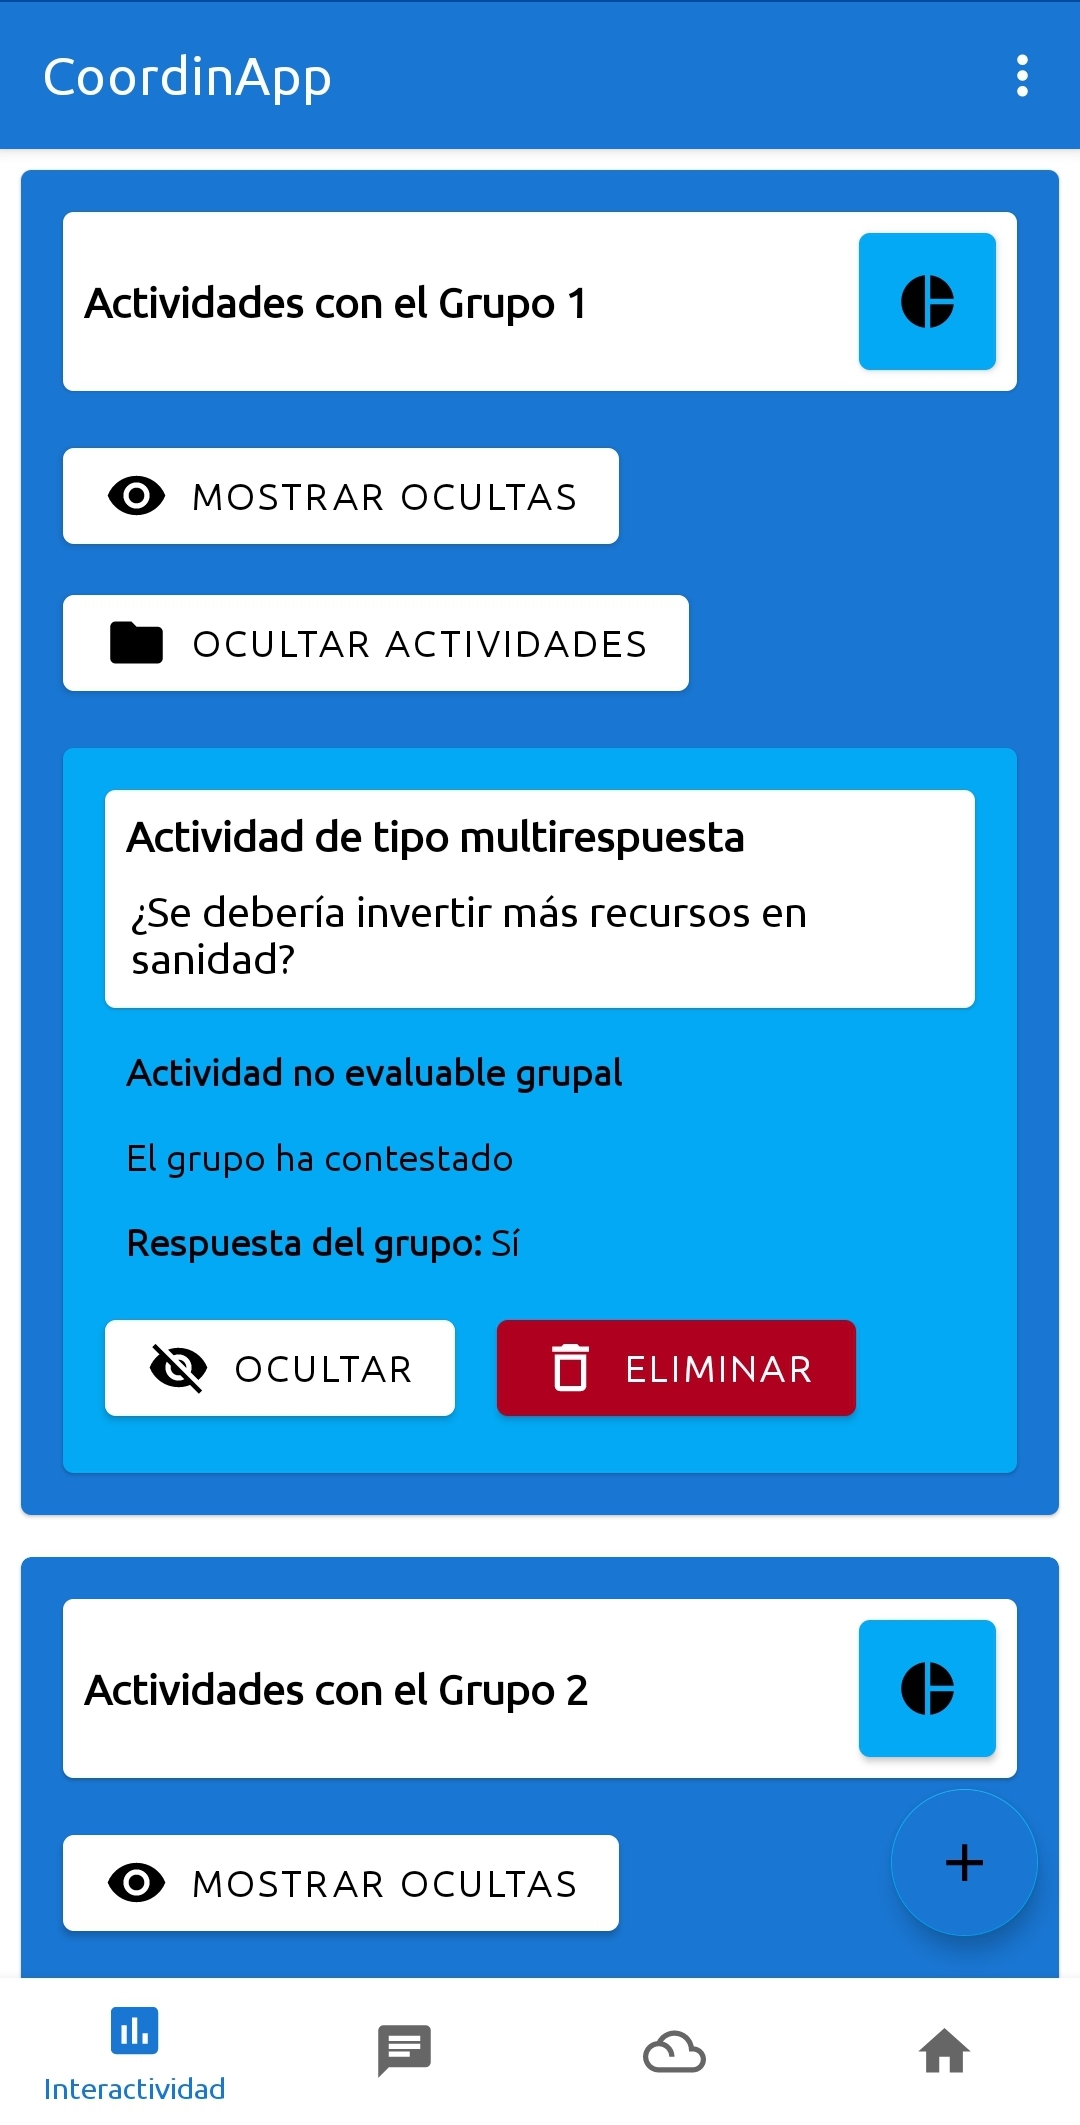 CoordinApp
Actividades con el Grupo 1
MOSTRAR OCULTAS
OCULTAR ACTIVIDADES
Actividad de tipo multirespuesta
¿Se debería invertir más recursos en
sanidad?
Actividad no evaluable grupal
El grupo ha contestado
Respuesta del grupo: Sí
OCULTAR
ELIMINAR
Actividades con el Grupo 2
MOSTRAR OCULTAS
Interactividad